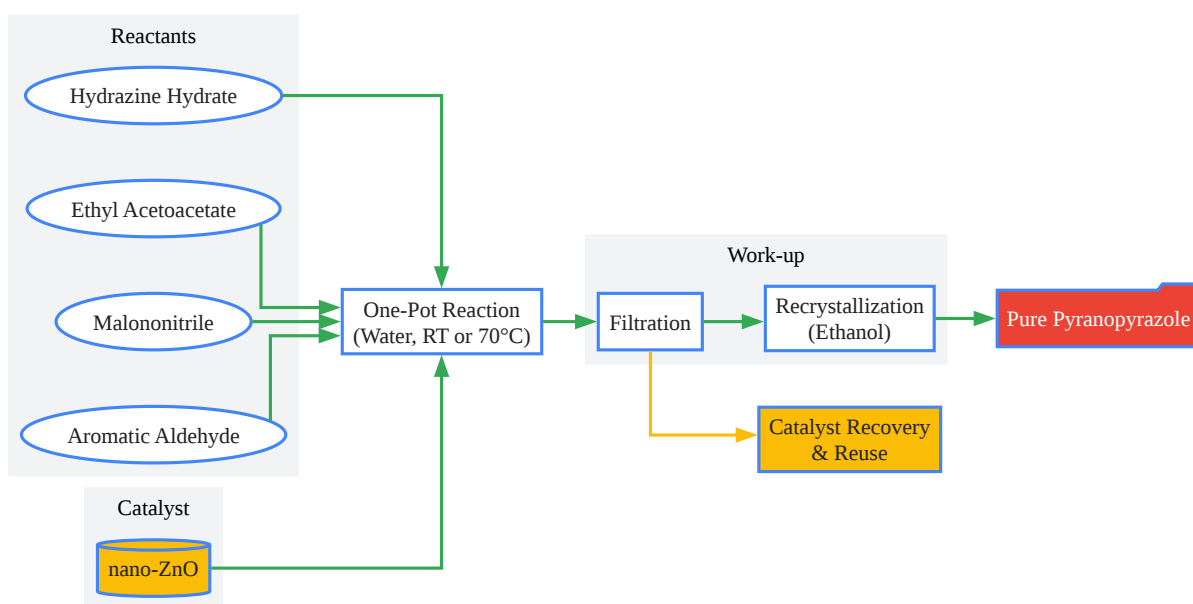 Reactants
Hydrazine Hydrate
Ethyl Acetoacetate
Malononitrile
Aromatic Aldehyde
Catalyst
nano-ZnO
One-Pot Reaction
(Water, RT or 70°C)
Work-up
Filtration
Recrystallization
(Ethanol)
Catalyst Recovery
& Reuse
Pure Pyranopyrazole